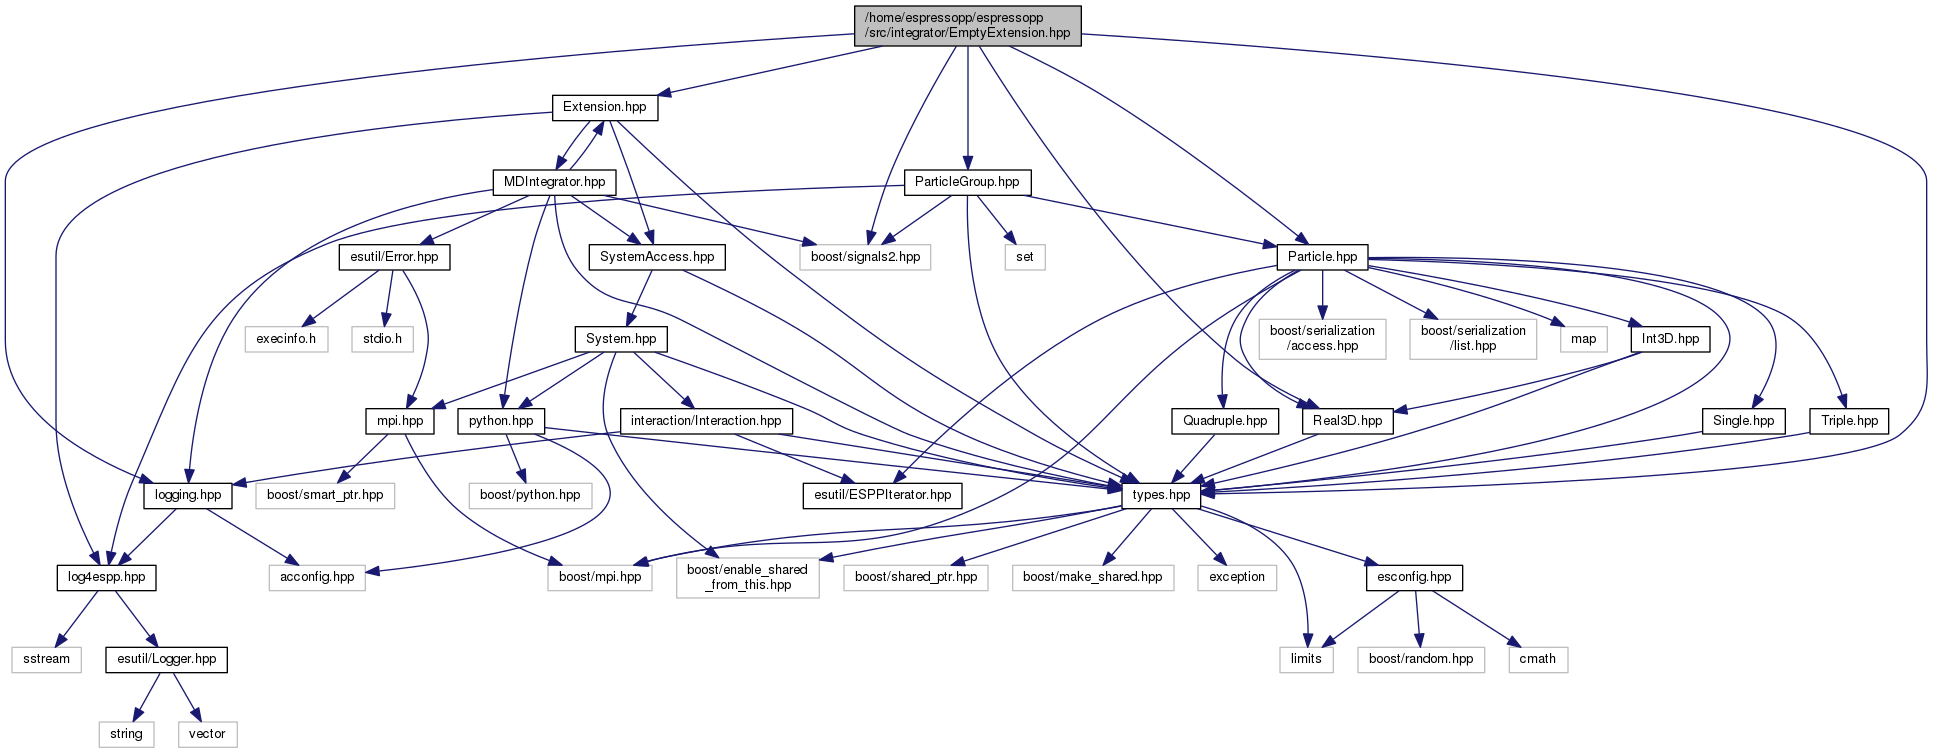 /home/espressopp/espressopp
/src/integrator/EmptyExtension.hpp
Extension.hpp
MDIntegrator.hpp
ParticleGroup.hpp
esutil/Error.hpp
SystemAccess.hpp
boost/signals2.hpp
set
Particle.hpp
execinfo.h
stdio.h
System.hpp
boost/serialization
/access.hpp
boost/serialization
/list.hpp
map
Int3D.hpp
mpi.hpp
python.hpp
interaction/Interaction.hpp
Quadruple.hpp
Real3D.hpp
Single.hpp
Triple.hpp
logging.hpp
boost/smart_ptr.hpp
boost/python.hpp
esutil/ESPPIterator.hpp
types.hpp
log4espp.hpp
acconfig.hpp
boost/mpi.hpp
boost/enable_shared
_from_this.hpp
boost/shared_ptr.hpp
boost/make_shared.hpp
exception
esconfig.hpp
sstream
esutil/Logger.hpp
limits
boost/random.hpp
cmath
string
vector